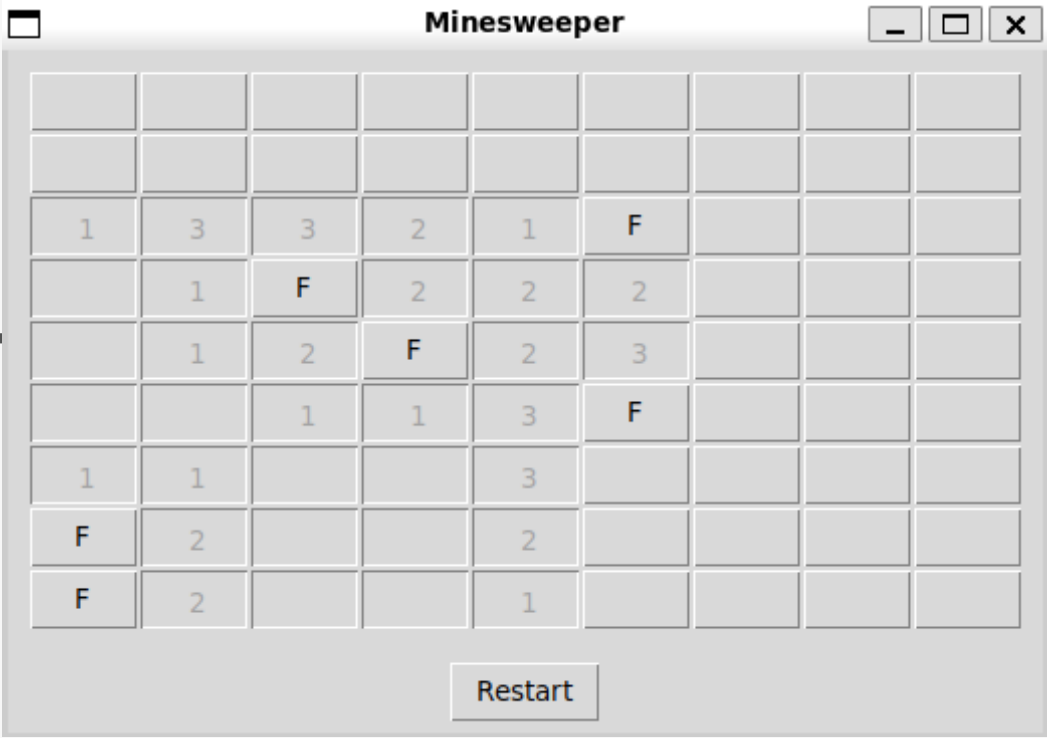 Minesweeper
1 3 3 2 1 F
1 F 2 2 2
1 2 F 2 3
1 1 3 F
1 1 3
F 2 2
F 2 1
Restart